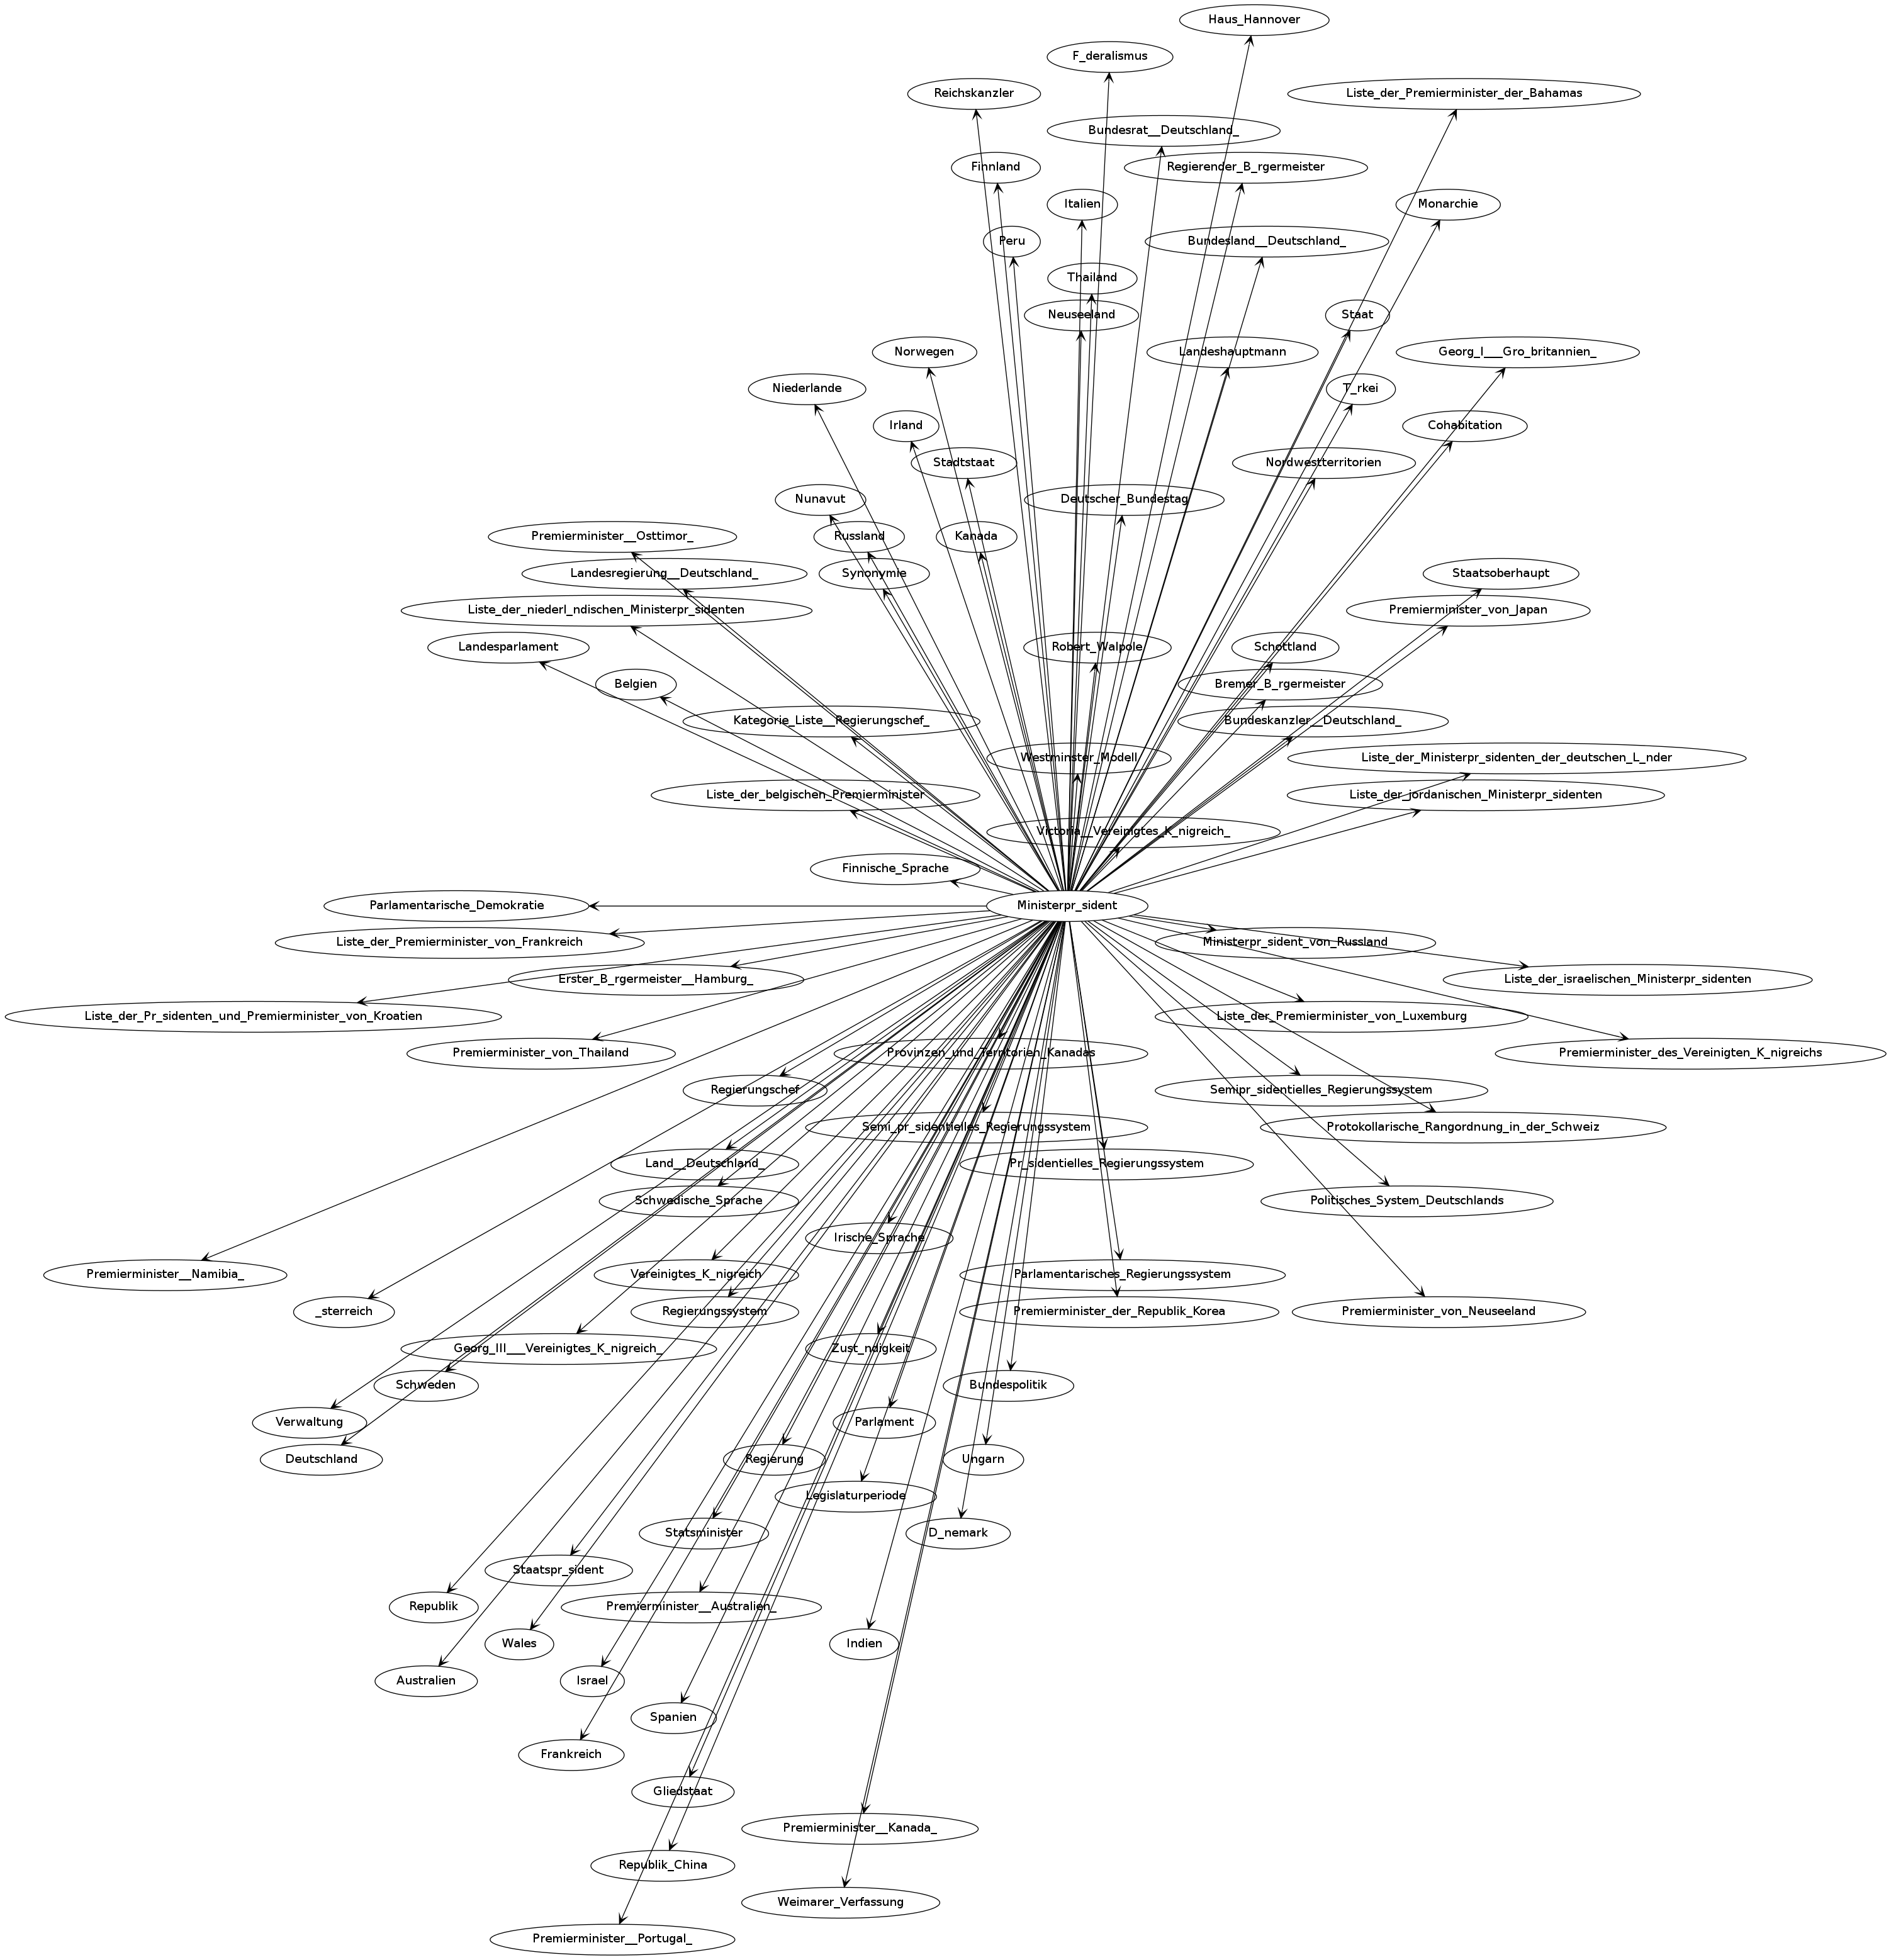 Haus_Hannover
F_deralismus
Reichskanzler
Liste_der_Premierminister_der_Bahamas
Bundesrat__Deutschland_
Finnland
Regierender_B_rgermeister
Italien
Monarchie
Peru
Bundesland__Deutschland_
Thailand
Neuseeland
Staat
Norwegen
Landeshauptmann
Georg_I___Gro_britannien_
Niederlande
T_rkei
Irland
Cohabitation
Stadtstaat
Nordwestterritorien
Nunavut
Deutscher_Bundestag
Premierminister__Osttimor_
Russland
Kanada
Landesregierung__Deutschland_
Synonymie
Staatsoberhaupt
Liste_der_niederl_ndischen_Ministerpr_sidenten
Premierminister_von_Japan
Landesparlament
Robert_Walpole
Schottland
Belgien
Bremer_B_rgermeister
Kategorie_Liste__Regierungschef_
Bundeskanzler__Deutschland_
Westminster_Modell
Liste_der_Ministerpr_sidenten_der_deutschen_L_nder
Liste_der_belgischen_Premierminister
Liste_der_jordanischen_Ministerpr_sidenten
Victoria__Vereinigtes_K_nigreich_
Finnische_Sprache
Parlamentarische_Demokratie
Ministerpr_sident
Liste_der_Premierminister_von_Frankreich
Ministerpr_sident_von_Russland
Erster_B_rgermeister__Hamburg_
Liste_der_israelischen_Ministerpr_sidenten
Liste_der_Pr_sidenten_und_Premierminister_von_Kroatien
Liste_der_Premierminister_von_Luxemburg
Premierminister_von_Thailand
Provinzen_und_Territorien_Kanadas
Premierminister_des_Vereinigten_K_nigreichs
Regierungschef
Semipr_sidentielles_Regierungssystem
Semi_pr_sidentielles_Regierungssystem
Protokollarische_Rangordnung_in_der_Schweiz
Land__Deutschland_
Pr_sidentielles_Regierungssystem
Schwedische_Sprache
Politisches_System_Deutschlands
Irische_Sprache
Premierminister__Namibia_
Vereinigtes_K_nigreich
Parlamentarisches_Regierungssystem
_sterreich
Regierungssystem
Premierminister_der_Republik_Korea
Premierminister_von_Neuseeland
Georg_III___Vereinigtes_K_nigreich_
Zust_ndigkeit
Schweden
Bundespolitik
Verwaltung
Parlament
Deutschland
Regierung
Ungarn
Legislaturperiode
Statsminister
D_nemark
Staatspr_sident
Republik
Premierminister__Australien_
Wales
Indien
Australien
Israel
Spanien
Frankreich
Gliedstaat
Premierminister__Kanada_
Republik_China
Weimarer_Verfassung
Premierminister__Portugal_